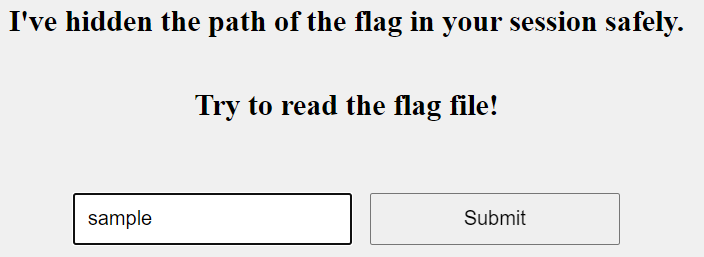 I've hidden the path of the flag in your session safely.
Try to read the flag file!
sample Submit